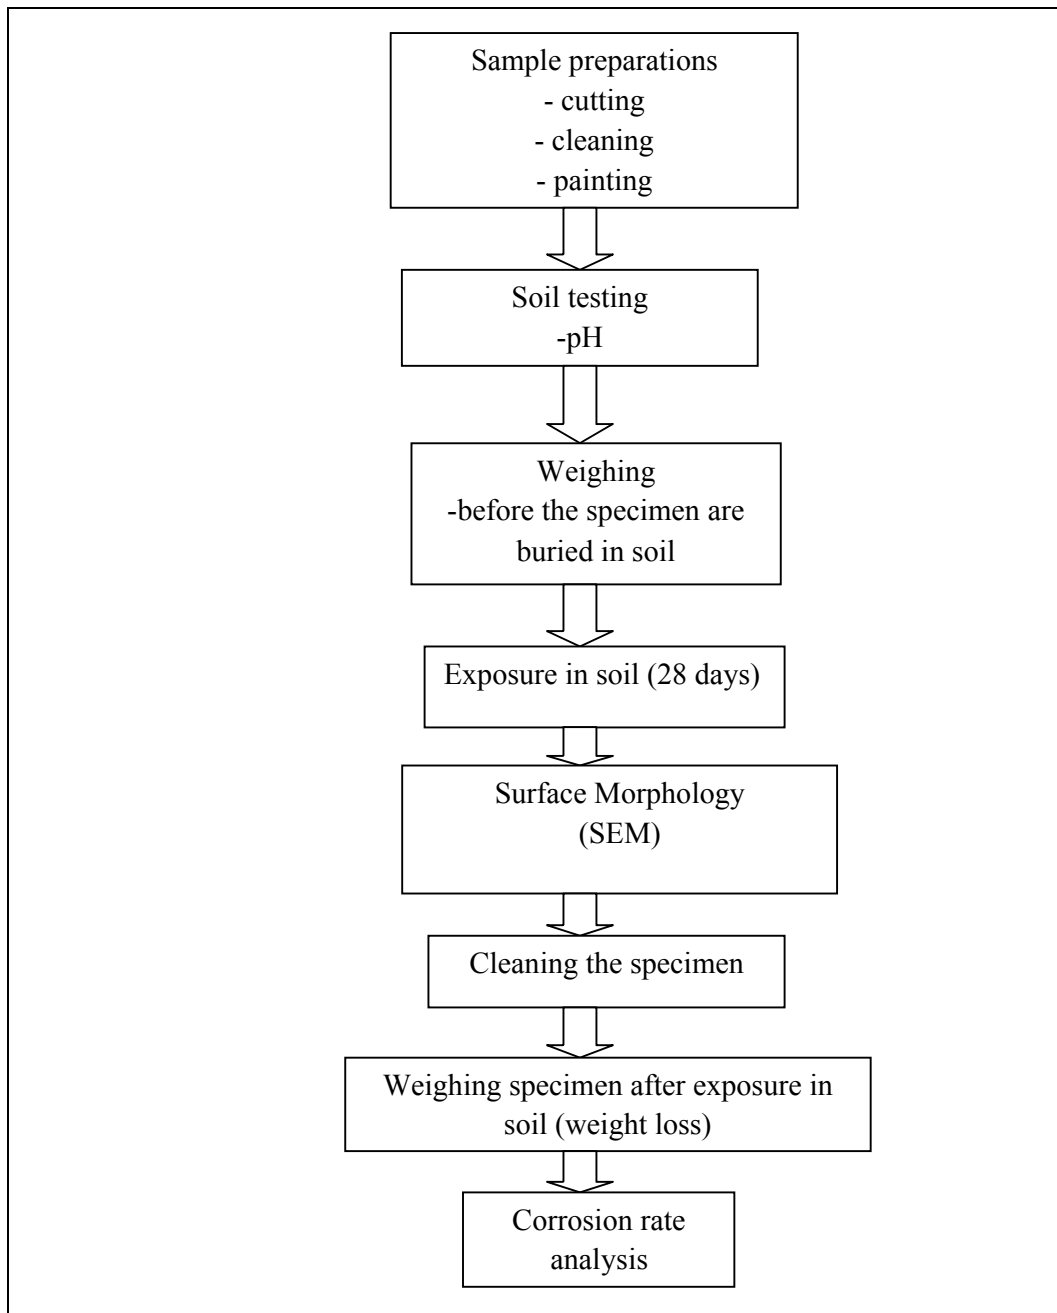 Sample preparations
- cutting
- cleaning
- painting
Soil testing
-pH
Weighing
-before the specimen are
buried in soil
Exposure in soil (28 days)
Surface Morphology
(SEM)
Cleaning the specimen
Weighing specimen after exposure in
soil (weight loss)
Corrosion rate
analysis